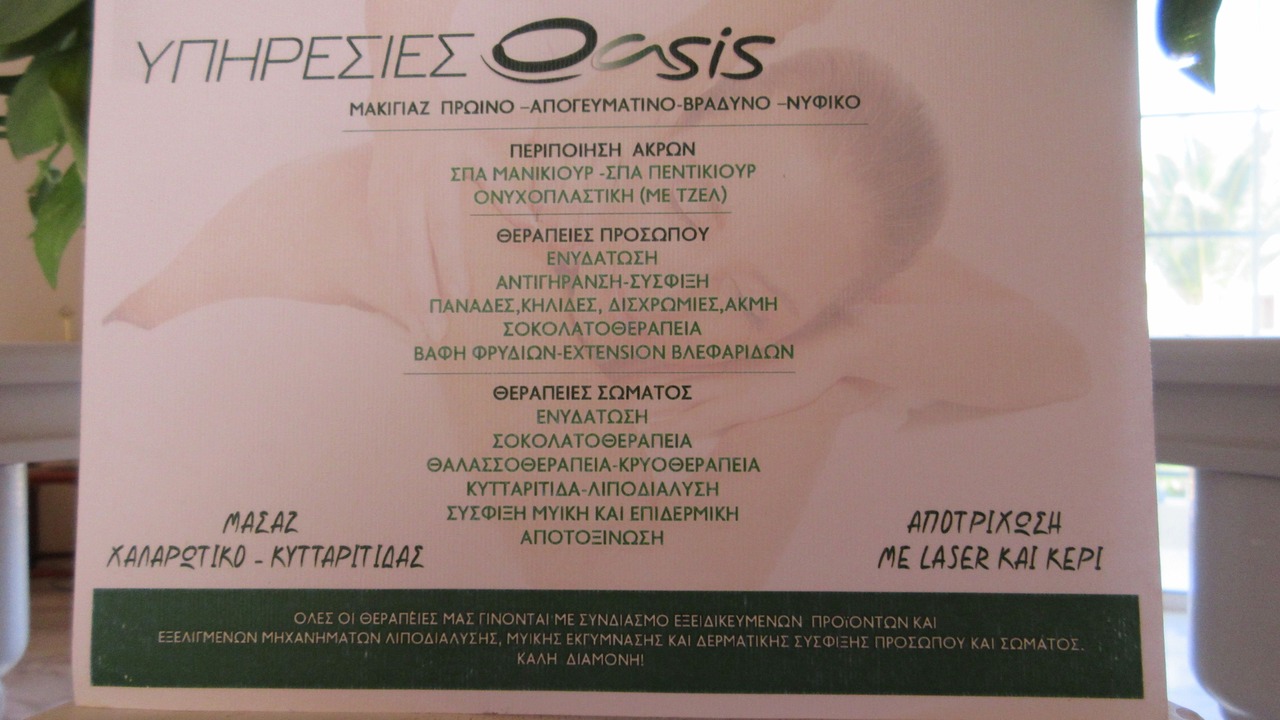 ΥΠΗΡΕΣΙΕΣ Oasis
ΜΑΚΙΓΙΑΖ ΠΡΩΙΝΟ –ΑΠΟΓΕΥΜΑΤΙΝΟ-ΒΡΑΔΥΝΟ –ΝΥΦΙΚΟ
ΠΕΡΙΠΟΙΗΣΗ ΑΚΡΩΝ
ΣΠΑ ΜΑΝΙΚΙΟΥΡ -ΣΠΑ ΠΕΝΤΙΚΙΟΥΡ
ΟΝΥΧΟΠΛΑΣΤΙΚΗ (ΜΕ ΤΖΕΛ)
ΘΕΡΑΠΕΙΕΣ ΠΡΟΣΩΠΟΥ
ΕΝΥΔΑΤΩΣΗ
ΑΝΤΙΓΗΡΑΝΣΗ-ΣΥΣΦΙΞΗ
ΠΑΝΑΔΕΣ,ΚΗΛΙΔΕΣ, ΔΙΣΧΡΩΜΙΕΣ,ΑΚΜΗ
ΣΟΚΟΛΑΤΟΘΕΡΑΠΕΙΑ
ΒΑΦΗ ΦΡΥΔΙΩΝ-EXTENSION ΒΛΕΦΑΡΙΔΩΝ
ΘΕΡΑΠΕΙΕΣ ΣΩΜΑΤΟΣ
ΕΝΥΔΑΤΩΣΗ
ΣΟΚΟΛΑΤΟΘΕΡΑΠΕΙΑ
ΘΑΛΑΣΣΟΘΕΡΑΠΕΙΑ-ΚΡΥΟΘΕΡΑΠΕΙΑ
ΚΥΤΤΑΡΙΤΙΔΑ-ΛΙΠΟΔΙΑΛΥΣΗ
ΣΥΣΦΙΞΗ ΜΥΙΚΗ ΚΑΙ ΕΠΙΔΕΡΜΙΚΗ
ΑΠΟΤΟΞΙΝΩΣΗ
ΜΑΣΑΖ
ΧΑΛΑΡΩΤΙΚΟ - ΚΥΤΤΑΡΙΤΙΔΑΣ
ΑΠΟΤΡΙΧΩΣΗ
ΜΕ LASER ΚΑΙ ΚΕΡΙ
ΟΛΕΣ ΟΙ ΘΕΡΑΠΈΙΕΣ ΜΑΣ ΓΙΝΟΝΤΑΙ ΜΕ ΣΥΝΔΙΑΣΜΟ ΕΞΕΙΔΙΚΕΥΜΕΝΩΝ ΠΡΟϊΟΝΤΩΝ ΚΑΙ
ΕΞΕΛΙΓΜΕΝΩΝ ΜΗΧΑΝΗΜΑΤΩΝ ΛΙΠΟΔΙΑΛΥΣΗΣ, ΜΥΙΚΗΣ ΕΚΓΥΜΝΑΣΗΣ ΚΑΙ ΔΕΡΜΑΤΙΚΗΣ ΣΥΣΦΙΞΗΣ ΠΡΟΣΩΠΟΥ ΚΑΙ ΣΩΜΑΤΟΣ.
ΚΑΛΗ ΔΙΑΜΟΝΗ!